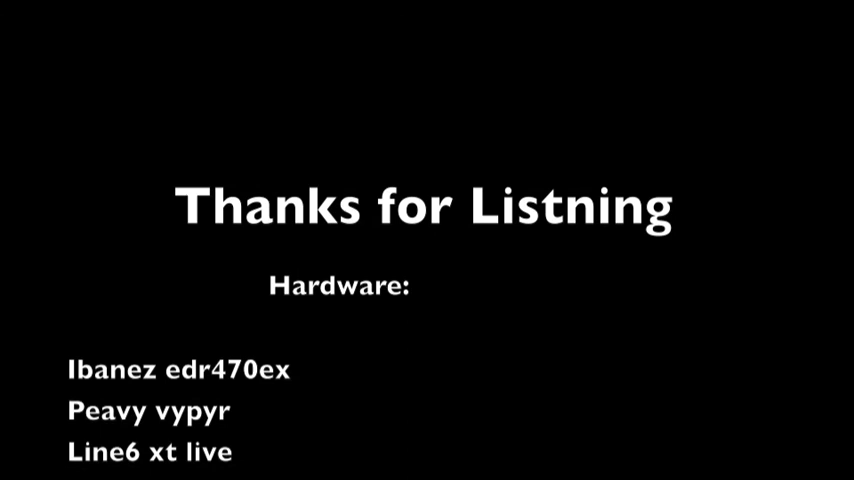 Thanks for Listning
Hardware:
Ibanez edr470ex
Peavy vypyr
Line6 xt live